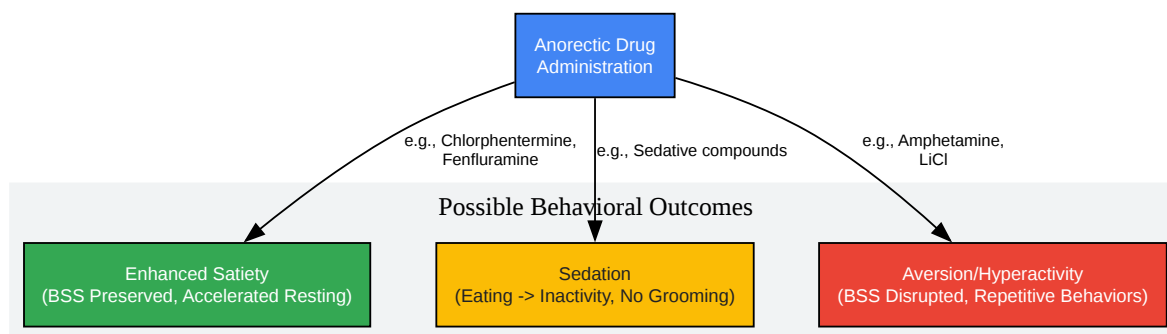 Anorectic Drug
Administration
e.g., Chlorphentermine,
Fenfluramine
e.g., Sedative compounds
e.g., Amphetamine,
LiCl
Possible Behavioral Outcomes
Enhanced Satiety
(BSS Preserved, Accelerated Resting)
Sedation
(Eating -> Inactivity, No Grooming)
Aversion/Hyperactivity
(BSS Disrupted, Repetitive Behaviors)